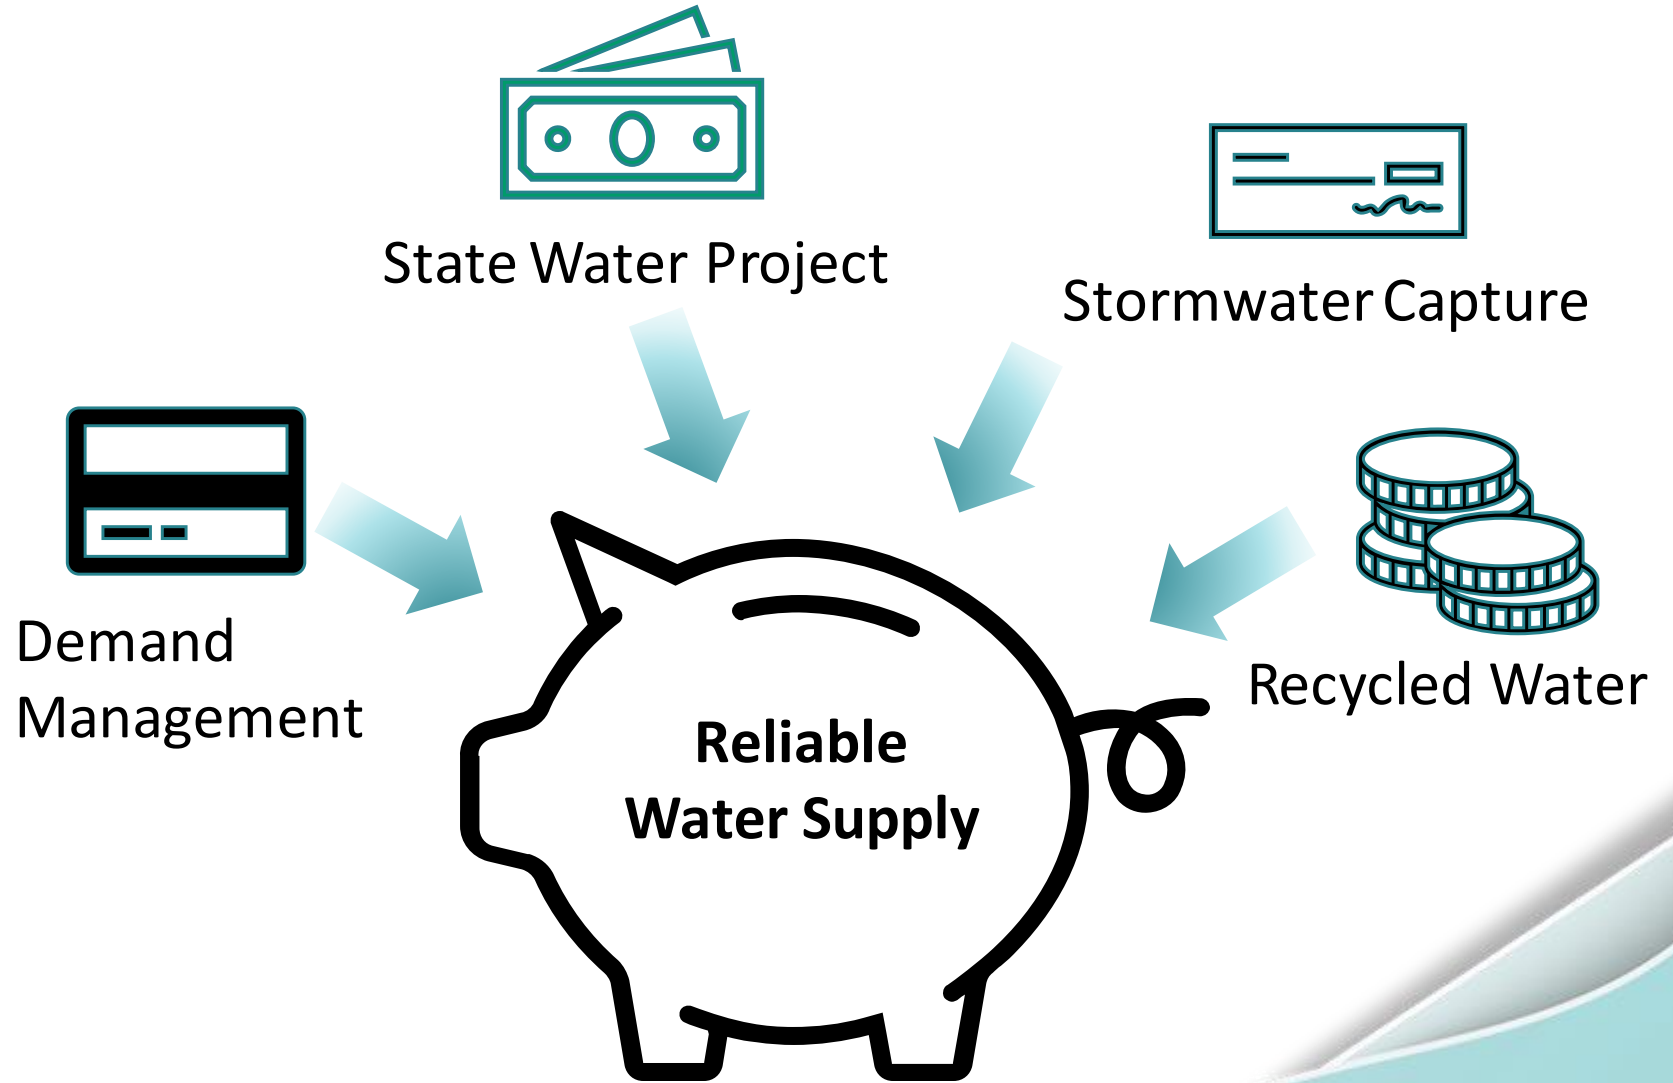 State Water Project
Stormwater Capture
Demand
Management
Recycled Water
Reliable
Water Supply